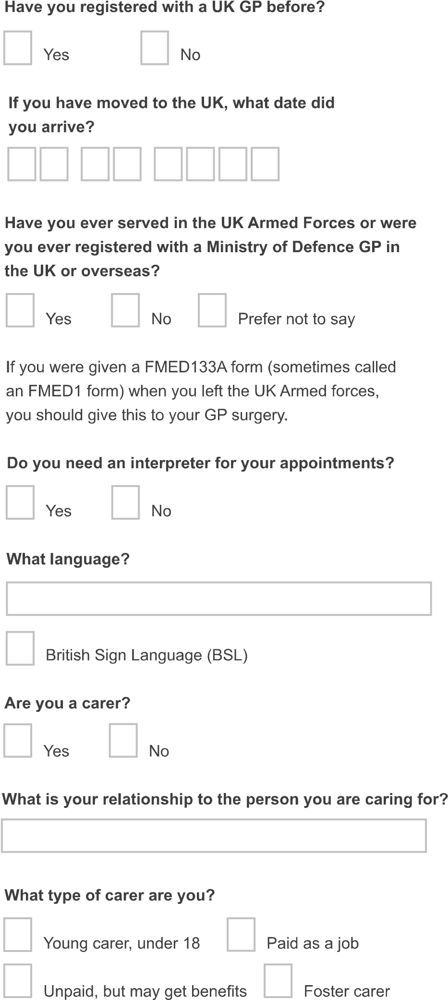 Have you registered with a UK GP before?
Yes No
If you have moved to the UK, what date did
you arrive?
Have you ever served in the UK Armed Forces or were
you ever registered with a Ministry of Defence GP in
the UK or overseas?
Yes No Prefer not to say
If you were given a FMED133A form (sometimes called
an FMED1 form) when you left the UK Armed forces,
you should give this to your GP surgery.
Do you need an interpreter for your appointments?
Yes No
What language?
British Sign Language (BSL)
Are you a carer?
Yes No
What is your relationship to the person you are caring for?
What type of carer are you?
Young carer, under 18 Paid as a job
Unpaid, but may get benefits Foster carer